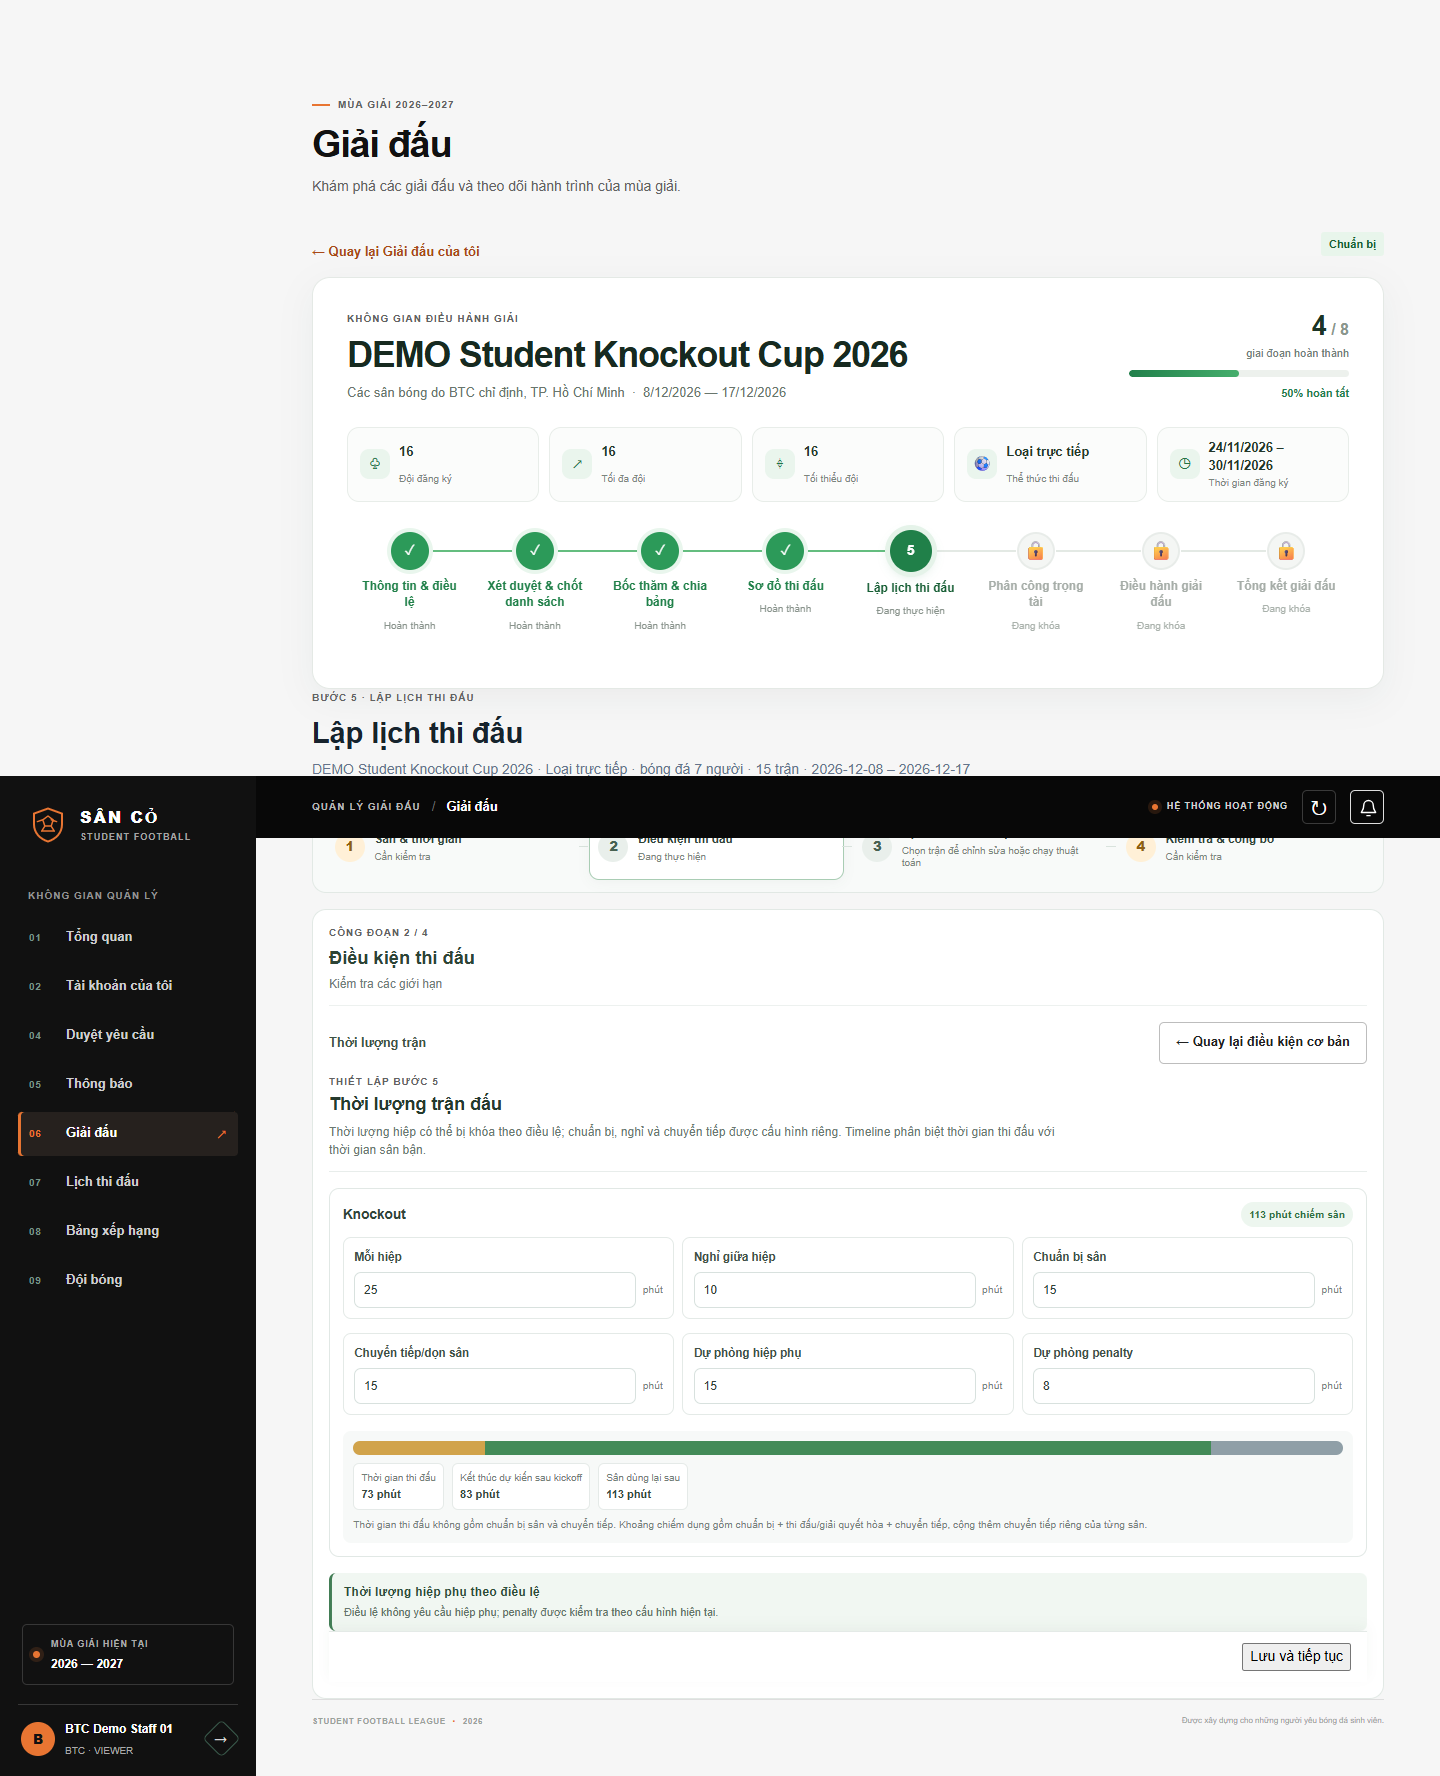 MÙA GIẢI 2026–2027
Giải đấu
Khám phá các giải đấu và theo dõi hành trình của mùa giải.
← Quay lại Giải đấu của tôi
Chuẩn bị
KHÔNG GIAN ĐIỀU HÀNH GIẢI
DEMO Student Knockout Cup 2026
Các sân bóng do BTC chỉ định, TP. Hồ Chí Minh · 8/12/2026 — 17/12/2026
4 / 8
giai đoạn hoàn thành
50% hoàn tất
16
Đội đăng ký
16
Tối đa đội
16
Tối thiểu đội
Loại trực tiếp
Thể thức thi đấu
24/11/2026 –
30/11/2026
Thời gian đăng ký
✓
Thông tin & điều
lệ
Hoàn thành
✓
Xét duyệt & chốt
danh sách
Hoàn thành
✓
Bốc thăm & chia
bảng
Hoàn thành
✓
Sơ đồ thi đấu
Hoàn thành
5
Lập lịch thi đấu
Đang thực hiện
Phân công trọng
tài
Đang khóa
Điều hành giải
đấu
Đang khóa
Tổng kết giải đấu
Đang khóa
BƯỚC 5 · LẬP LỊCH THI ĐẤU
Lập lịch thi đấu
DEMO Student Knockout Cup 2026 · Loại trực tiếp · bóng đá 7 người · 15 trận · 2026-12-08 – 2026-12-17
SÂN CỎ
STUDENT FOOTBALL
QUẢN LÝ GIẢI ĐẤU / Giải đấu
HỆ THỐNG HOẠT ĐỘNG
KHÔNG GIAN QUẢN LÝ
01 Tổng quan
02 Tài khoản của tôi
04 Duyệt yêu cầu
05 Thông báo
06 Giải đấu ↗
07 Lịch thi đấu
08 Bảng xếp hạng
09 Đội bóng
MÙA GIẢI HIỆN TẠI
2026 — 2027
B
BTC Demo Staff 01
BTC · VIEWER
→
1 Sân & thời gian
Cần kiểm tra
2 Điều kiện thi đấu
Đang thực hiện
3
Chọn trận để chỉnh sửa hoặc chạy thuật
toán
4 Kiểm tra & công bố
Cần kiểm tra
CÔNG ĐOẠN 2 / 4
Điều kiện thi đấu
Kiểm tra các giới hạn
Thời lượng trận
← Quay lại điều kiện cơ bản
THIẾT LẬP BƯỚC 5
Thời lượng trận đấu
Thời lượng hiệp có thể bị khóa theo điều lệ; chuẩn bị, nghỉ và chuyển tiếp được cấu hình riêng. Timeline phân biệt thời gian thi đấu với
thời gian sân bận.
Knockout
113 phút chiếm sân
Mỗi hiệp
25 phút
Nghỉ giữa hiệp
10 phút
Chuẩn bị sân
15 phút
Chuyển tiếp/dọn sân
15 phút
Dự phòng hiệp phụ
15 phút
Dự phòng penalty
8 phút
Thời gian thi đấu
73 phút
Kết thúc dự kiến sau kickoff
83 phút
Sân dùng lại sau
113 phút
Thời gian thi đấu không gồm chuẩn bị sân và chuyển tiếp. Khoảng chiếm dụng gồm chuẩn bị + thi đấu/giải quyết hòa + chuyển tiếp, cộng thêm chuyển tiếp riêng của từng sân.
Thời lượng hiệp phụ theo điều lệ
Điều lệ không yêu cầu hiệp phụ; penalty được kiểm tra theo cấu hình hiện tại.
Lưu và tiếp tục
STUDENT FOOTBALL LEAGUE • 2026
Được xây dựng cho những người yêu bóng đá sinh viên.